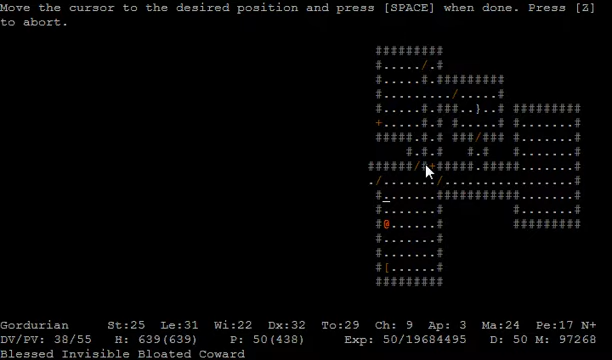 Move the cursor to the desired position and press [SPACE] when done. Press [Z]
to abort.
#########
#...../.#
#.....#.#########
#........./.....#
#.....#.###..}..# #########
+.....#.# #.....# #.......#
#####.#.# ###/### #.......#
#.#.# #.# #.......#
######/#+#####.#####.......#
./......./.................#
#_......###########.......#
#.......# #.......#
#@......# #########
#.......#
#.......#
#[......#
#########
Gordurian St:25 Le:31 Wi:22 Dx:32 To:29 Ch: 9 Ap: 3 Ma:24 Pe:17 N+
DV/PV: 38/55 H: 639(639) P: 50(438) Exp: 50/19684495 D: 50 M: 97268
Blessed Invisible Bloated Coward